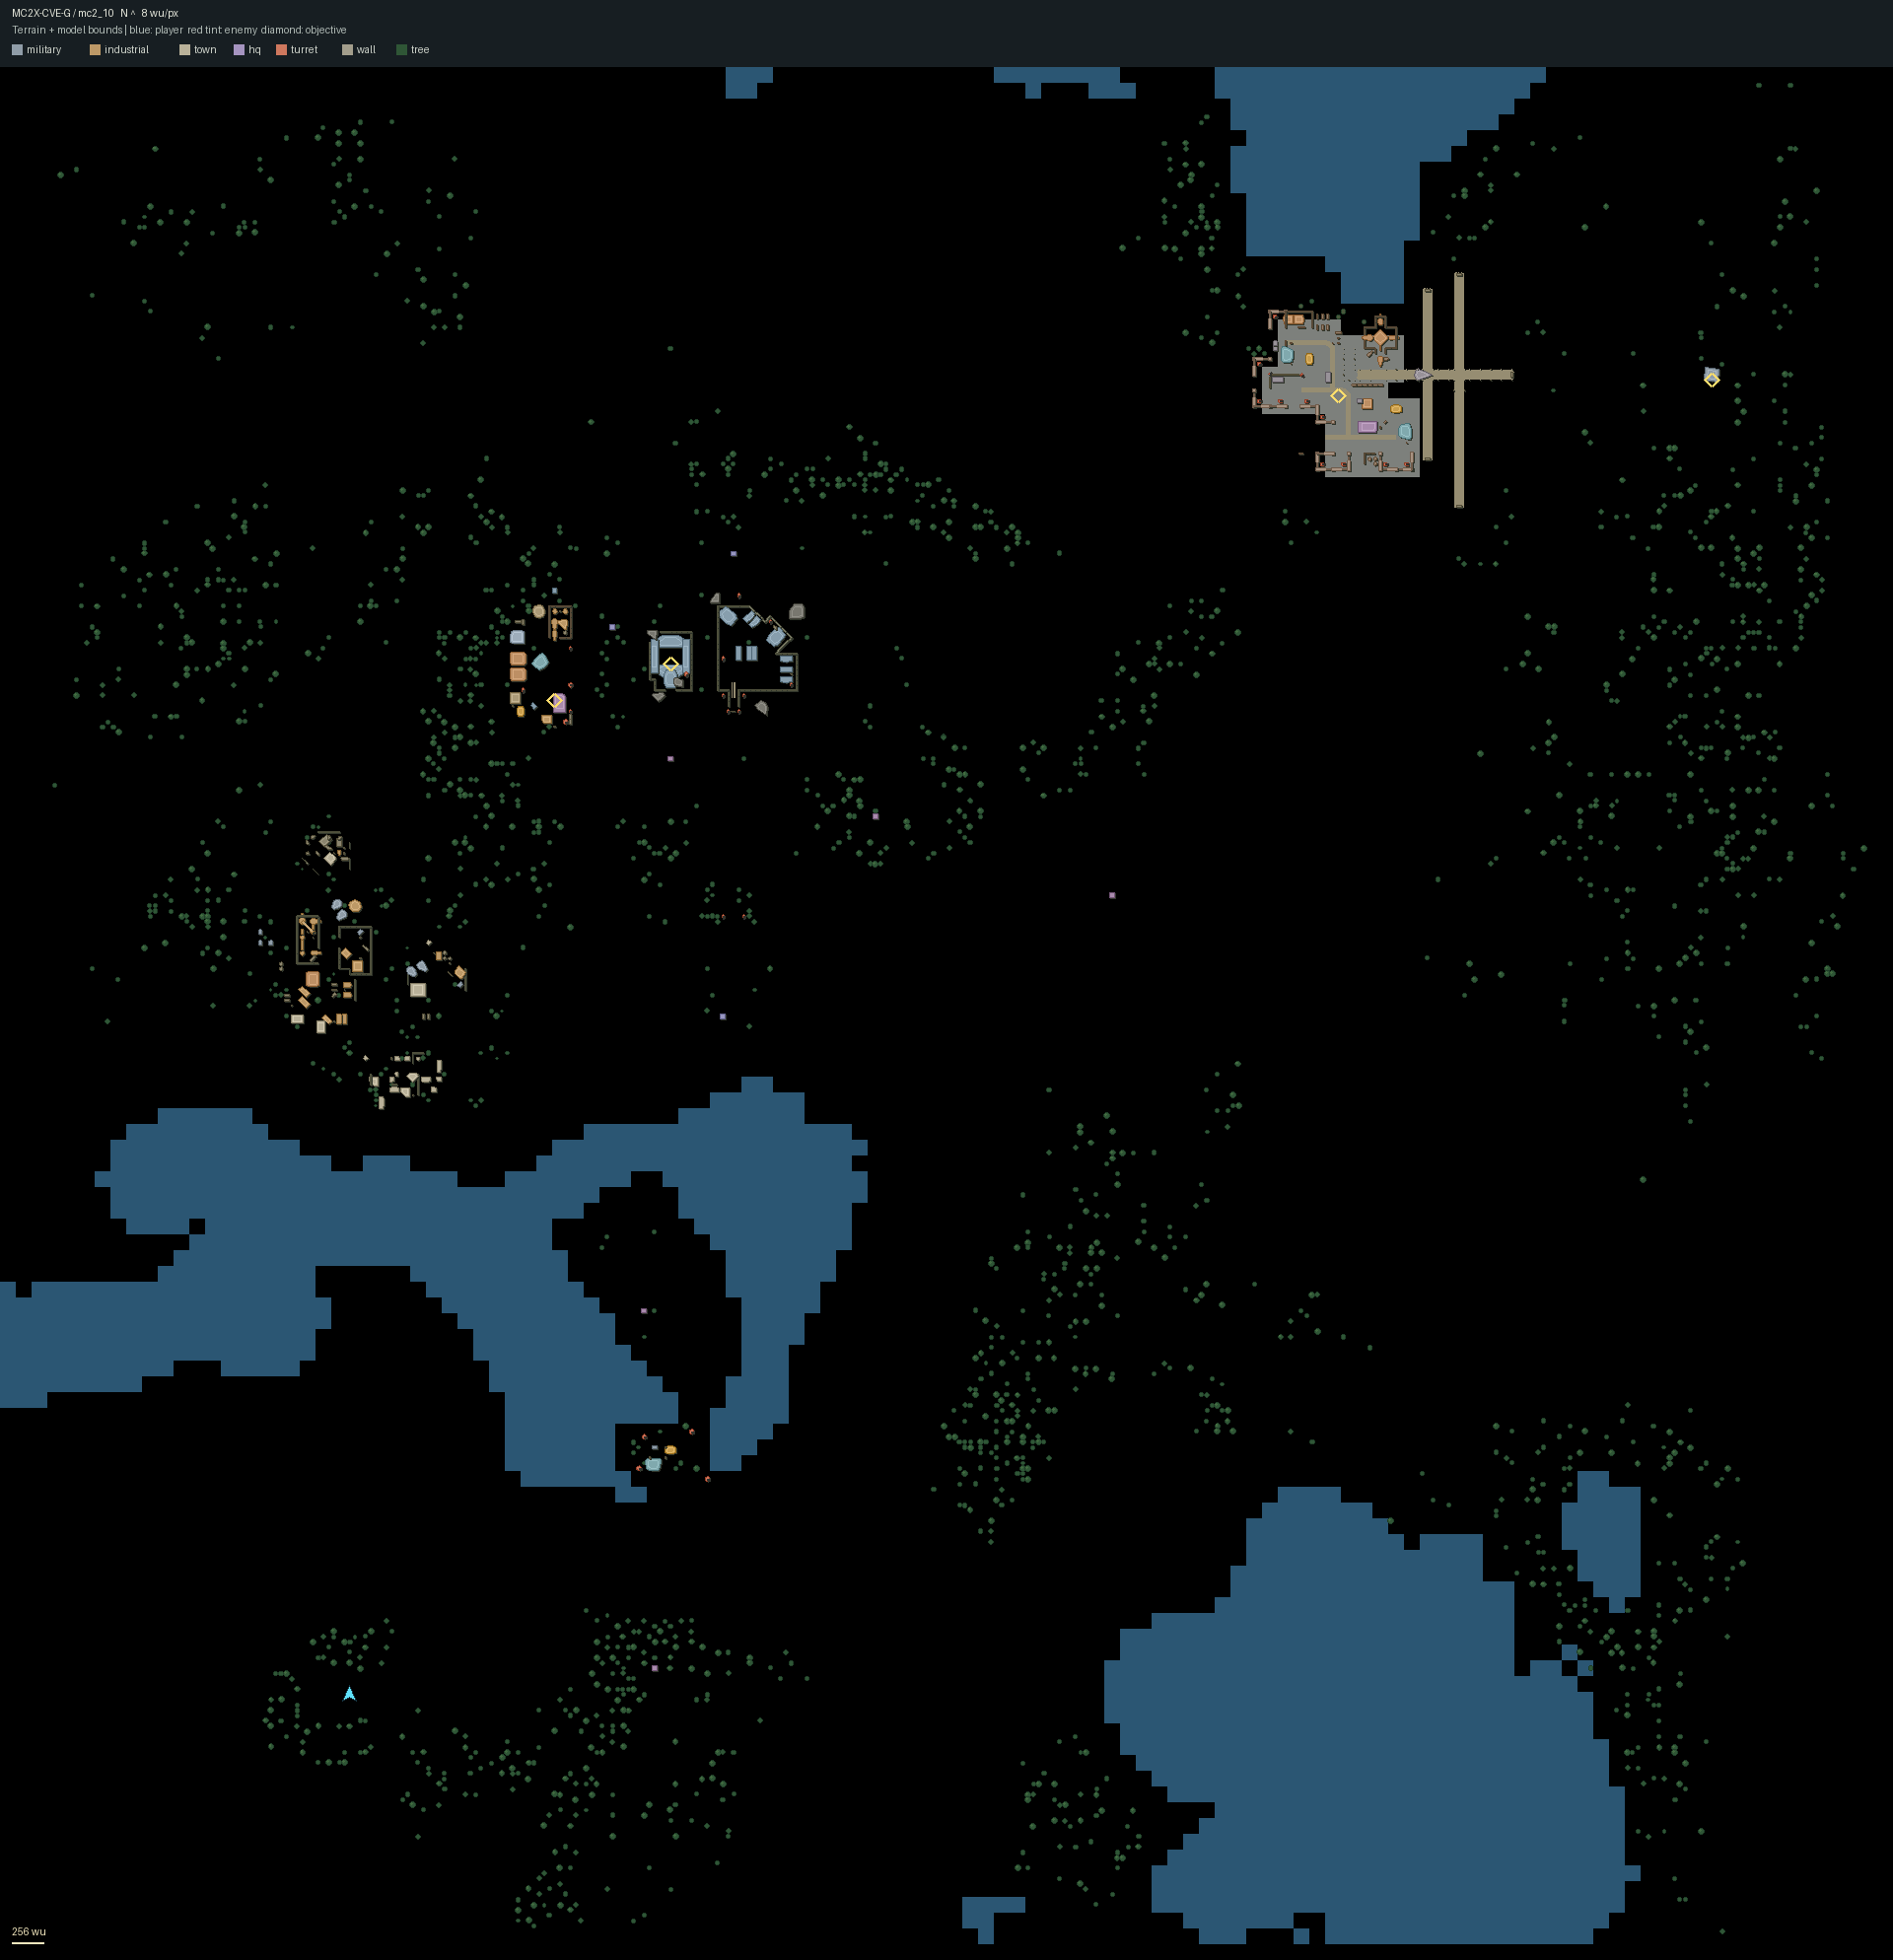 MC2X-CVE-G / mc2_10 N ^ 8 wu/px
Terrain + model bounds | blue: player red tint: enemy diamond: objective
military industrial town hq turret wall tree
256 wu